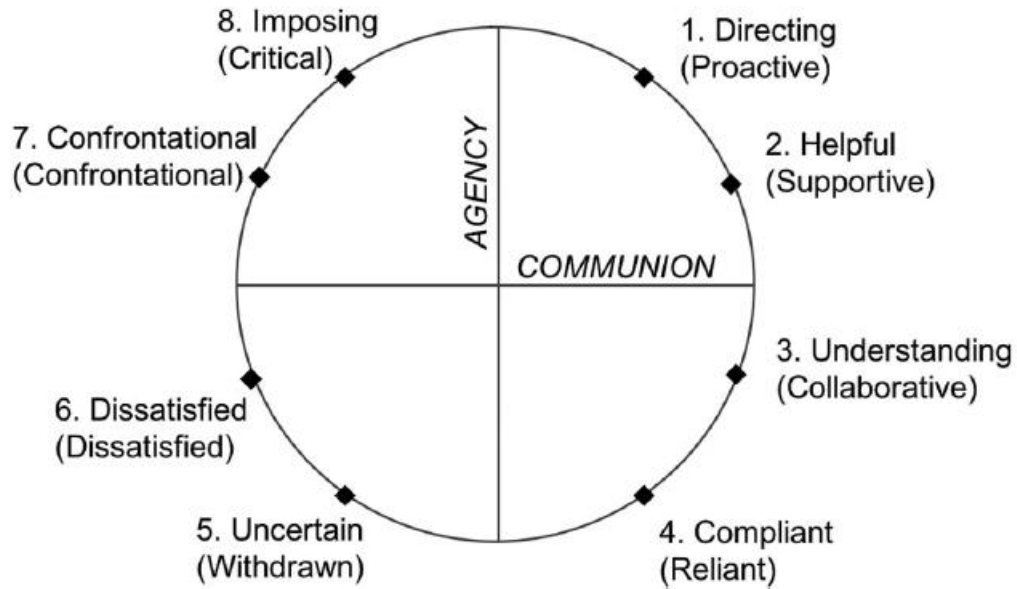 8. Imposing
(Critical)
1. Directing
(Proactive)
7. Confrontational
(Confrontational)
2. Helpful
(Supportive)
AGENCY
COMMUNION
3. Understanding
(Collaborative)
6. Dissatisfied
(Dissatisfied)
5. Uncertain
(Withdrawn)
4. Compliant
(Reliant)